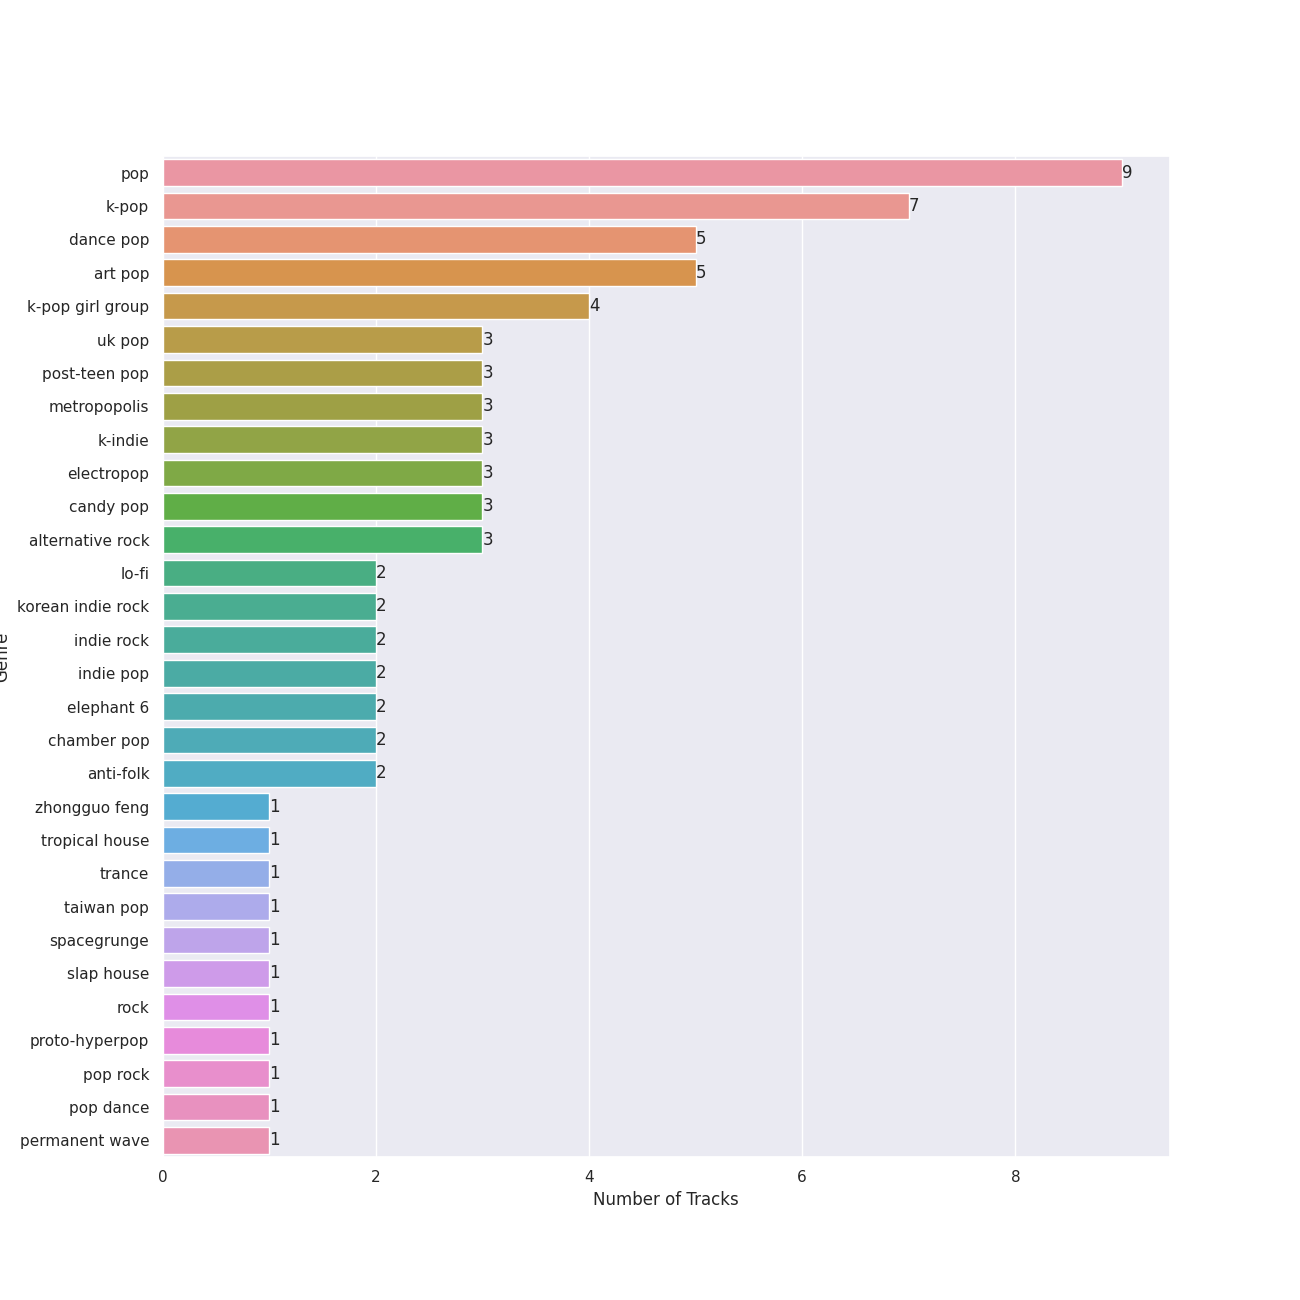 pop 9
k-pop 7
dance pop 5
art pop 5
k-pop girl group 4
uk pop 3
post-teen pop 3
metropopolis 3
k-indie 3
electropop 3
candy pop 3
alternative rock 3
lo-fi 2
korean indie rock 2
indie rock 2
indie pop 2
elephant 6 2
chamber pop 2
anti-folk 2
zhongguo feng 1
tropical house 1
trance 1
taiwan pop 1
spacegrunge 1
slap house 1
rock 1
proto-hyperpop 1
pop rock 1
pop dance 1
permanent wave 1
0 2 4 6 8
Number of Tracks
Genre